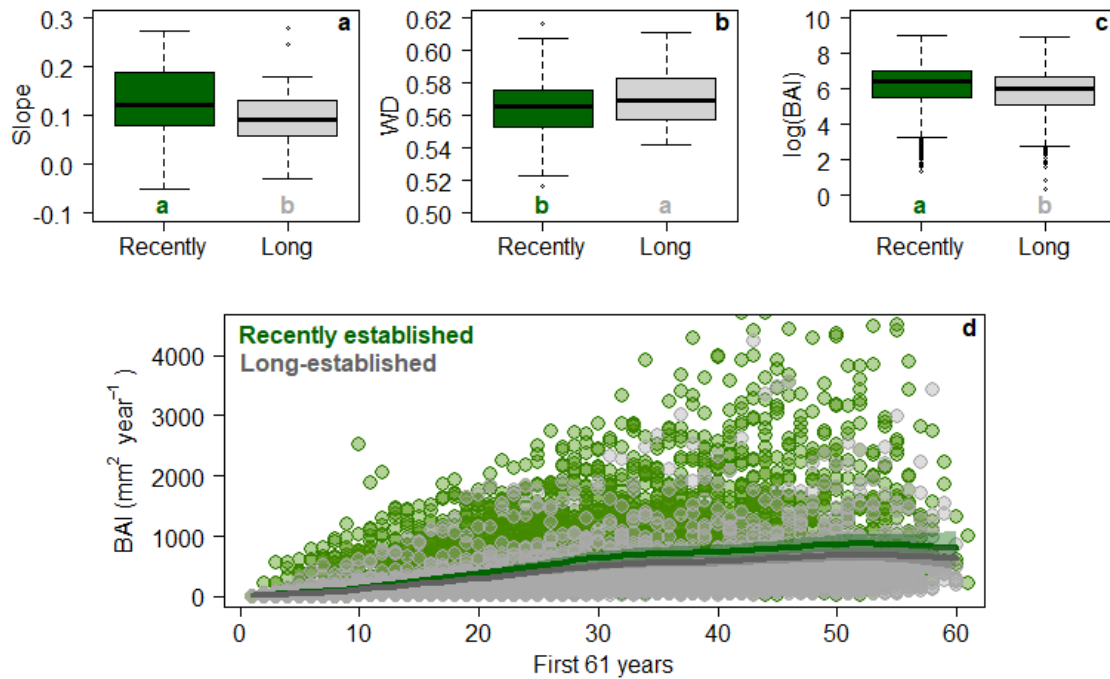 a
Slope
0.3
0.2
0.1
0.0
-0.1
a
b
Recently
Long
b
WD
0.62
0.60
0.58
0.56
0.54
0.52
0.50
b
a
Recently
Long
c
log(BAI)
10
8
6
4
2
0
a
b
Recently
Long
Recently established
Long-established
d
BAI (mm² year⁻¹ )
4000
3000
2000
1000
0
0
10
20
30
40
50
60
First 61 years